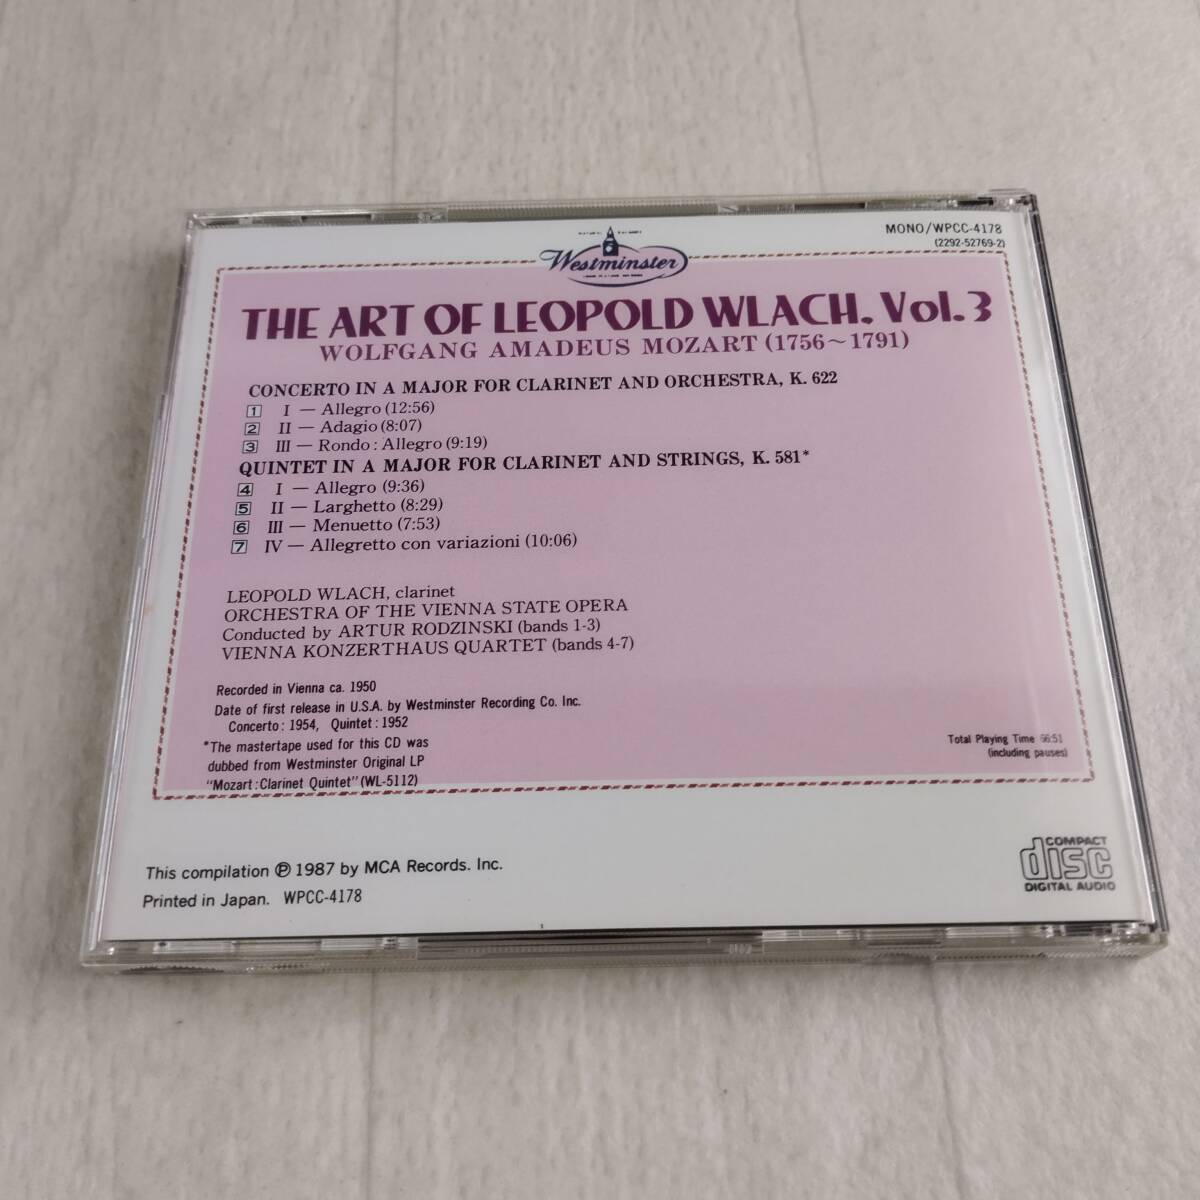 MONO/WPCC-4178
(2292-52769-2)
Westminster
THE ART OF LEOPOLD WLACH. Vol. 3
WOLFGANG AMADEUS MOZART (1756～1791)
CONCERTO IN A MAJOR FOR CLARINET AND ORCHESTRA, K. 622
1 I — Allegro (12:56)
2 II — Adagio (8:07)
3 III — Rondo : Allegro (9:19)
QUINTET IN A MAJOR FOR CLARINET AND STRINGS, K. 581*
4 I — Allegro (9:36)
5 II — Larghetto (8:29)
6 III — Menuetto (7:53)
7 IV — Allegretto con variazioni (10:06)
LEOPOLD WLACH, clarinet
ORCHESTRA OF THE VIENNA STATE OPERA
Conducted by ARTUR RODZINSKI (bands 1-3)
VIENNA KONZERTHAUS QUARTET (bands 4-7)
Recorded in Vienna ca. 1950
Date of first release in U.S.A. by Westminster Recording Co. Inc.
Concerto : 1954, Quintet : 1952
*The mastertape used for this CD was
dubbed from Westminster Original LP
"Mozart : Clarinet Quintet" (WL-5112)
Total Playing Time 66:51
(including pauses)
This compilation ℗ 1987 by MCA Records. Inc.
Printed in Japan. WPCC-4178
COMPACT
disc
DIGITAL AUDIO
1